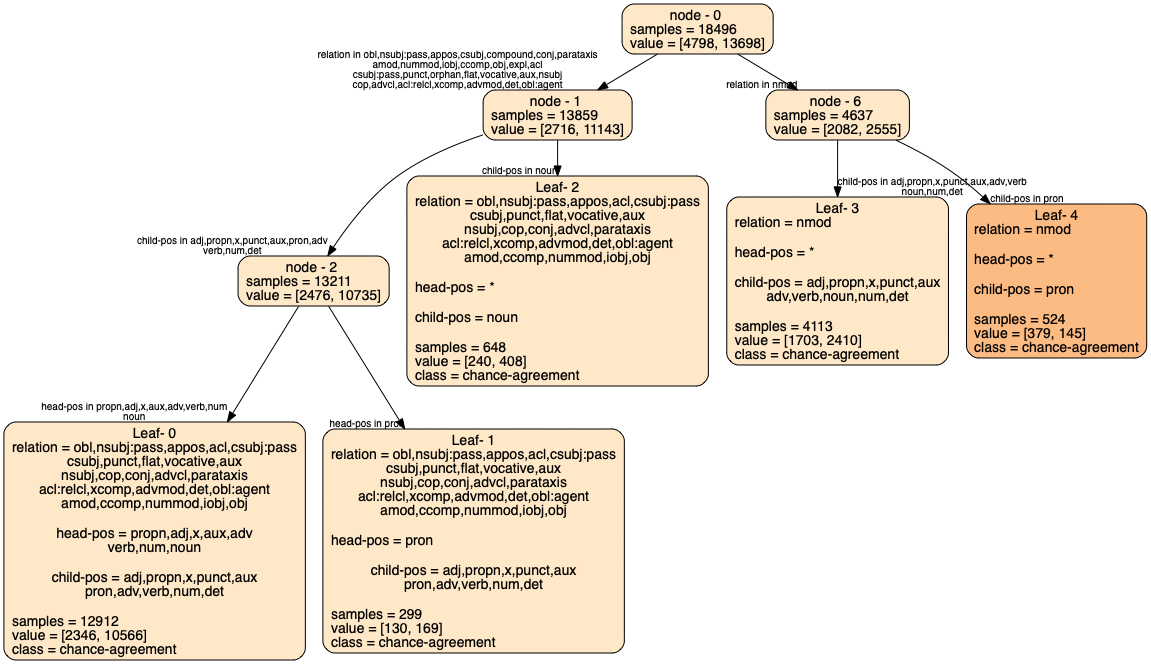 node - 0
samples = 18496
value = [4798, 13698]
relation in obl,nsubj:pass,appos,csubj,compound,conj,parataxis
amod,nummod,iobj,ccomp,obj,expl,acl
csubj:pass,punct,orphan,flat,vocative,aux,nsubj
cop,advcl,acl:relcl,xcomp,advmod,det,obl:agent
relation in nmod
node - 1
samples = 13859
value = [2716, 11143]
node - 6
samples = 4637
value = [2082, 2555]
child-pos in noun
child-pos in adj,propn,x,punct,aux,adv,verb
noun,num,det
child-pos in pron
Leaf- 2
relation = obl,nsubj:pass,appos,acl,csubj:pass
csubj,punct,flat,vocative,aux
nsubj,cop,conj,advcl,parataxis
acl:relcl,xcomp,advmod,det,obl:agent
amod,ccomp,nummod,iobj,obj
head-pos = *
child-pos = noun
samples = 648
value = [240, 408]
class = chance-agreement
Leaf- 3
relation = nmod
head-pos = *
child-pos = adj,propn,x,punct,aux
adv,verb,noun,num,det
samples = 4113
value = [1703, 2410]
class = chance-agreement
Leaf- 4
relation = nmod
head-pos = *
child-pos = pron
samples = 524
value = [379, 145]
class = chance-agreement
child-pos in adj,propn,x,punct,aux,pron,adv
verb,num,det
node - 2
samples = 13211
value = [2476, 10735]
head-pos in propn,adj,x,aux,adv,verb,num
noun
head-pos in pron
Leaf- 0
relation = obl,nsubj:pass,appos,acl,csubj:pass
csubj,punct,flat,vocative,aux
nsubj,cop,conj,advcl,parataxis
acl:relcl,xcomp,advmod,det,obl:agent
amod,ccomp,nummod,iobj,obj
head-pos = propn,adj,x,aux,adv
verb,num,noun
child-pos = adj,propn,x,punct,aux
pron,adv,verb,num,det
samples = 12912
value = [2346, 10566]
class = chance-agreement
Leaf- 1
relation = obl,nsubj:pass,appos,acl,csubj:pass
csubj,punct,flat,vocative,aux
nsubj,cop,conj,advcl,parataxis
acl:relcl,xcomp,advmod,det,obl:agent
amod,ccomp,nummod,iobj,obj
head-pos = pron
child-pos = adj,propn,x,punct,aux
pron,adv,verb,num,det
samples = 299
value = [130, 169]
class = chance-agreement